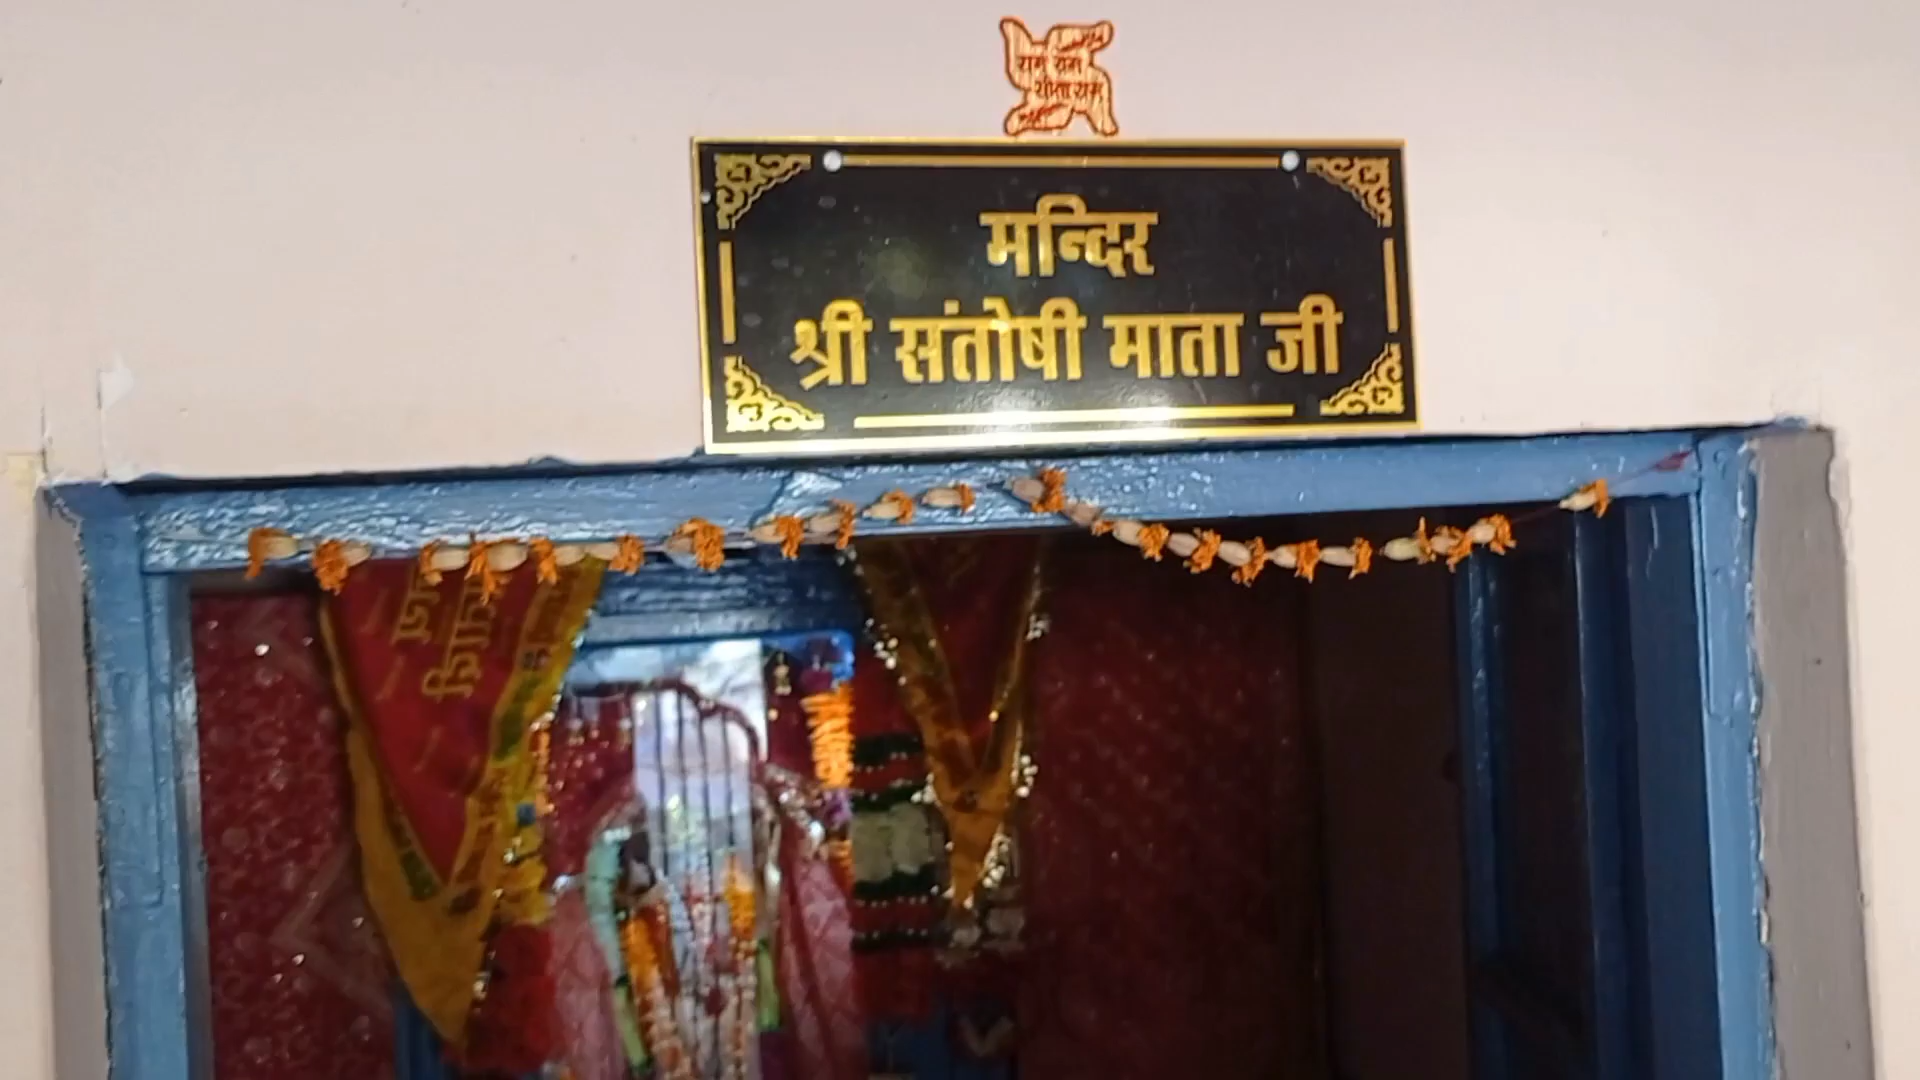 राम राम
सीताराम
मन्दिर
श्री संतोषी माता जी